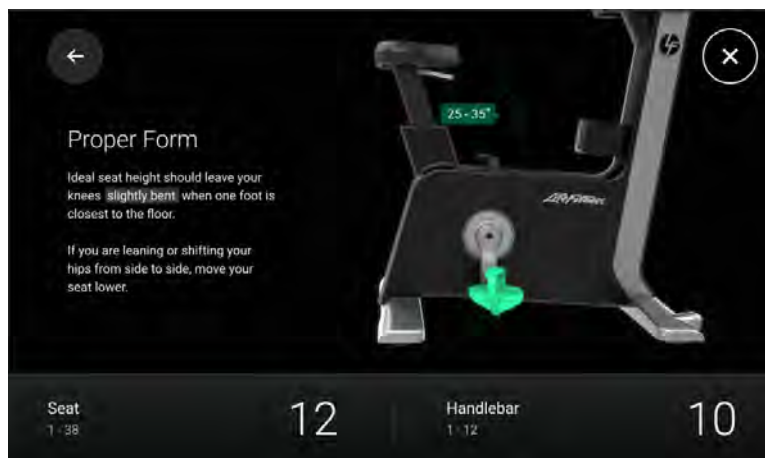 Proper Form
Ideal seat height should leave your
knees slightly bent when one foot is
closest to the floor.
If you are leaning or shifting your
hips from side to side, move your
seat lower.
25 - 35°
LF
LifeFitness
Seat
1 - 38
12
Handlebar
1 - 12
10